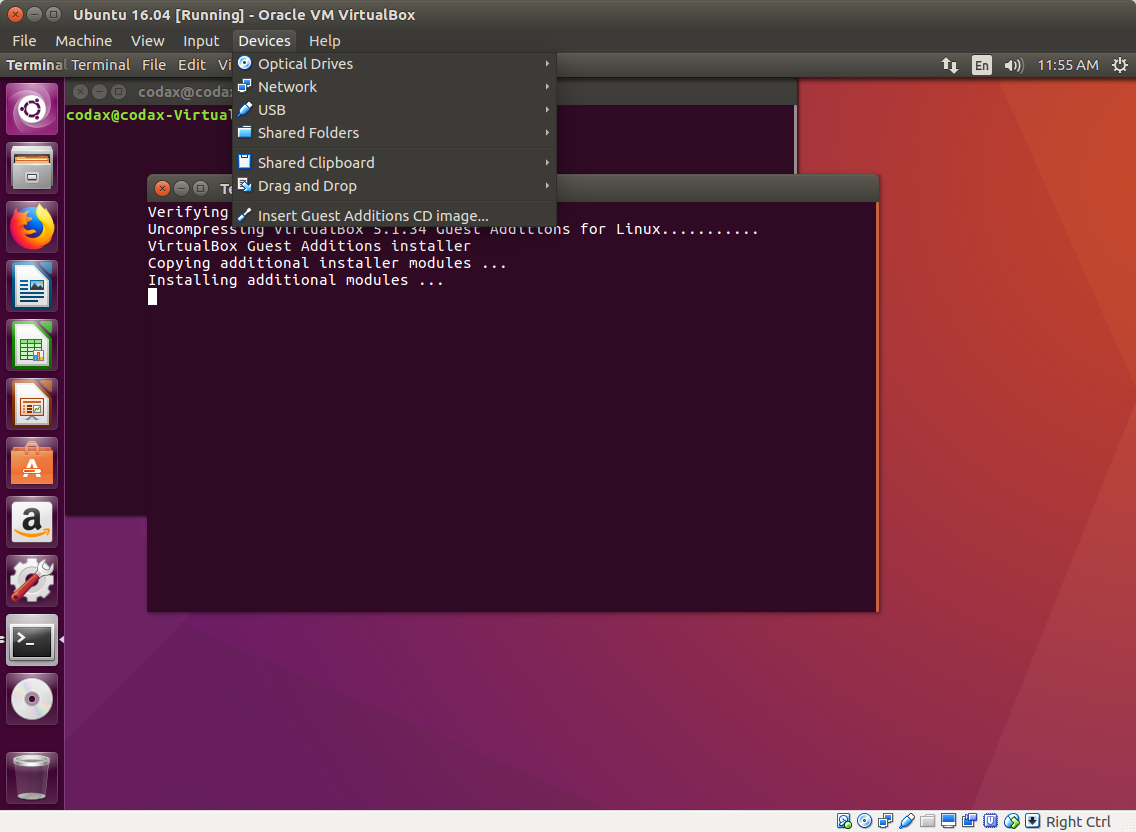 Ubuntu 16.04 [Running] - Oracle VM VirtualBox
File Machine View Input Devices Help
Terminal Terminal File Edit Vi En 11:55 AM
Optical Drives
Network
USB
Shared Folders
Shared Clipboard
Drag and Drop
Insert Guest Additions CD image...
codax@coda
codax@codax-Virtual
Te
Verifying
Uncompressing VirtualBox 5.1.34 Guest Additions for Linux...........
VirtualBox Guest Additions installer
Copying additional installer modules ...
Installing additional modules ...
Right Ctrl